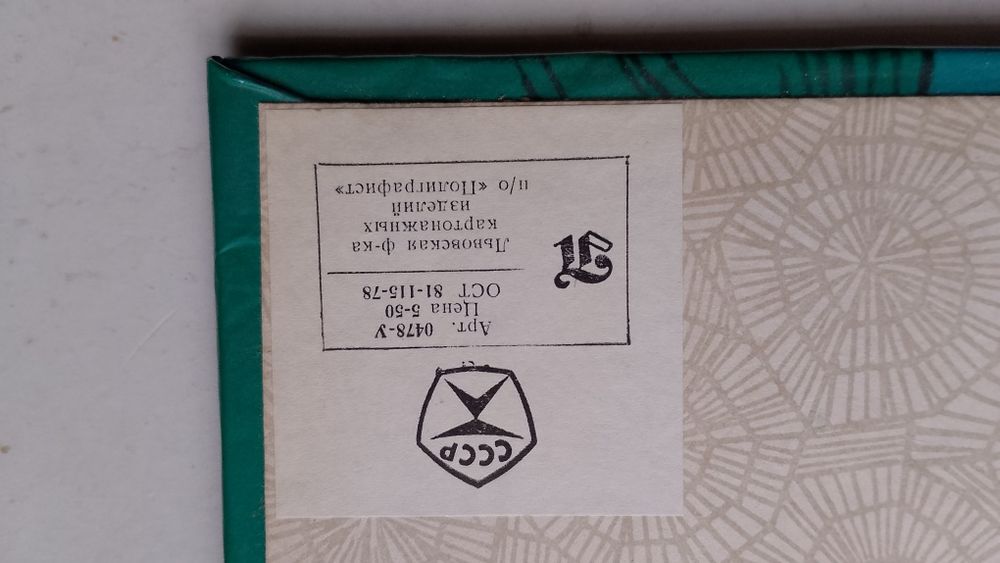 СССР
Арт. 0478-У
Цена 5-50
ОСТ 81-115-78
Львовская ф-ка
картонажных
изделий
п/о «Полиграфист»